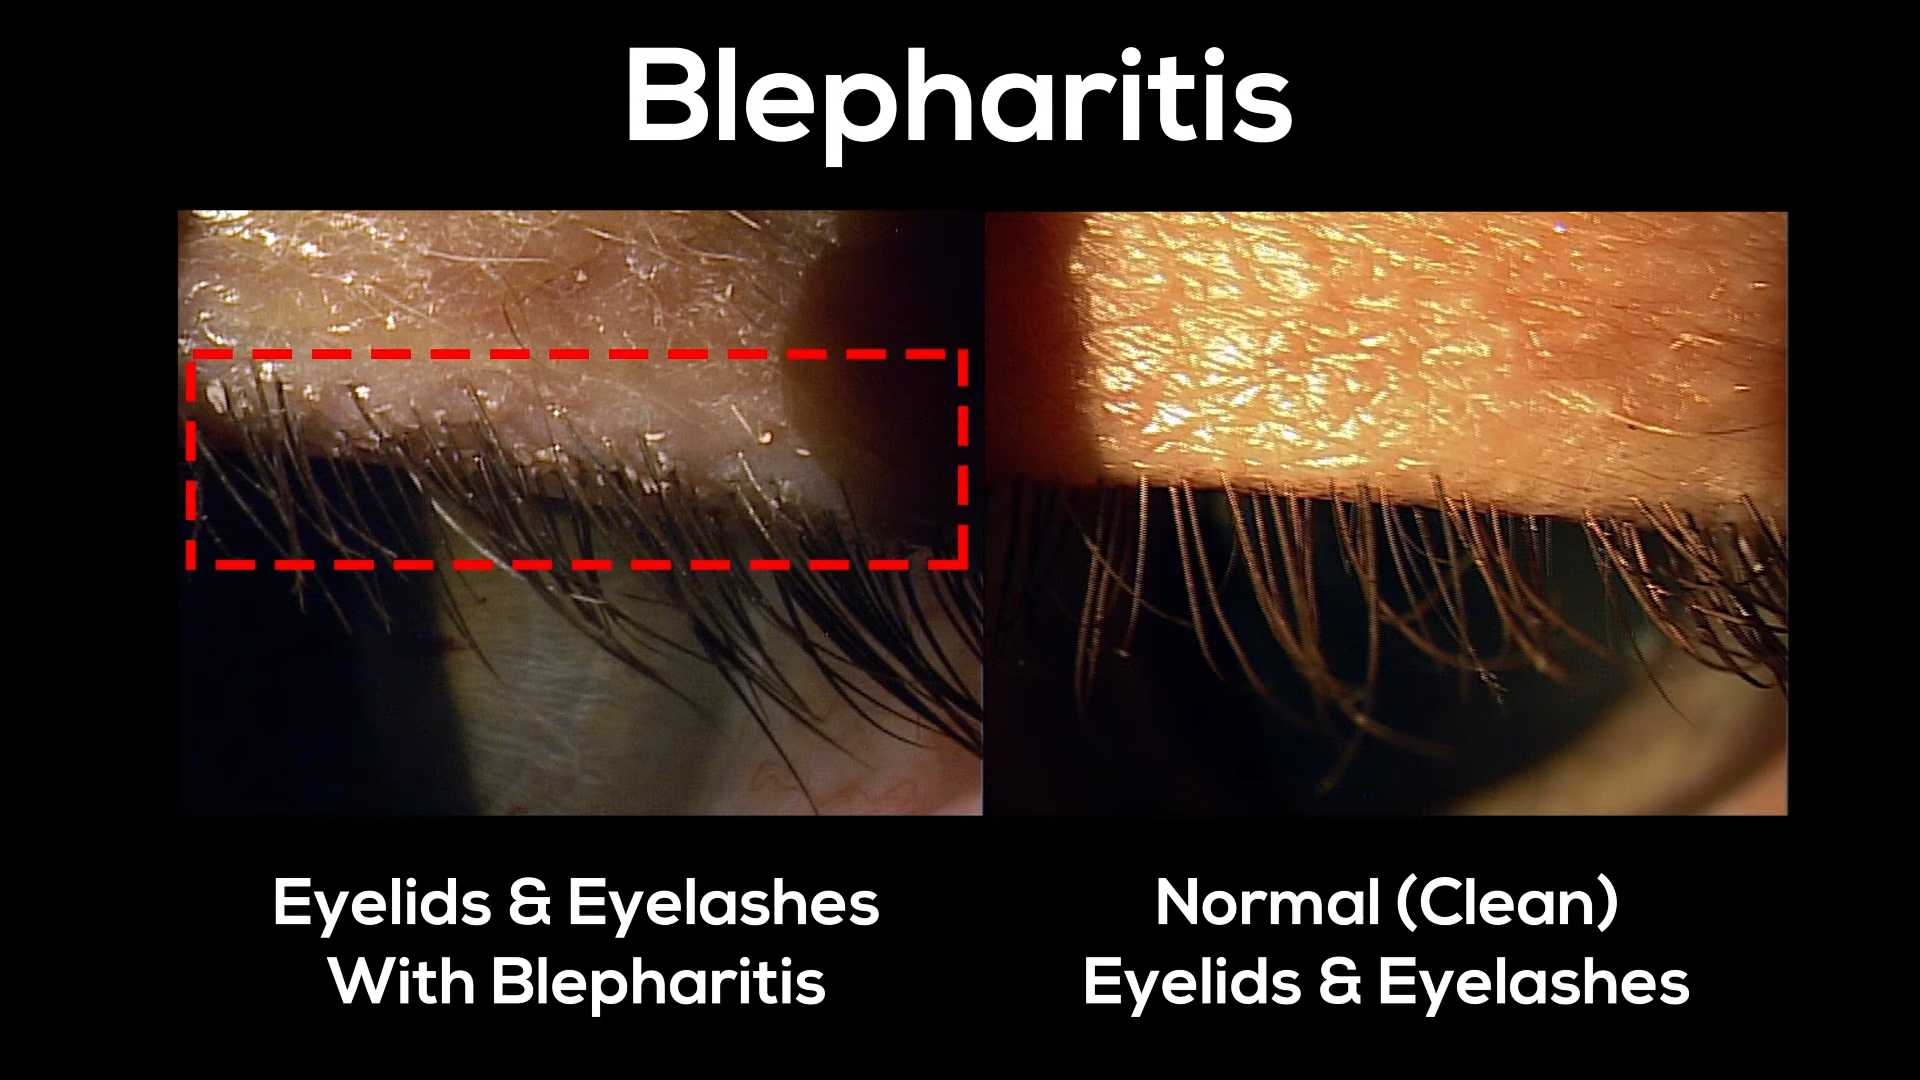 Blepharitis
Eyelids & Eyelashes
With Blepharitis
Normal (Clean)
Eyelids & Eyelashes